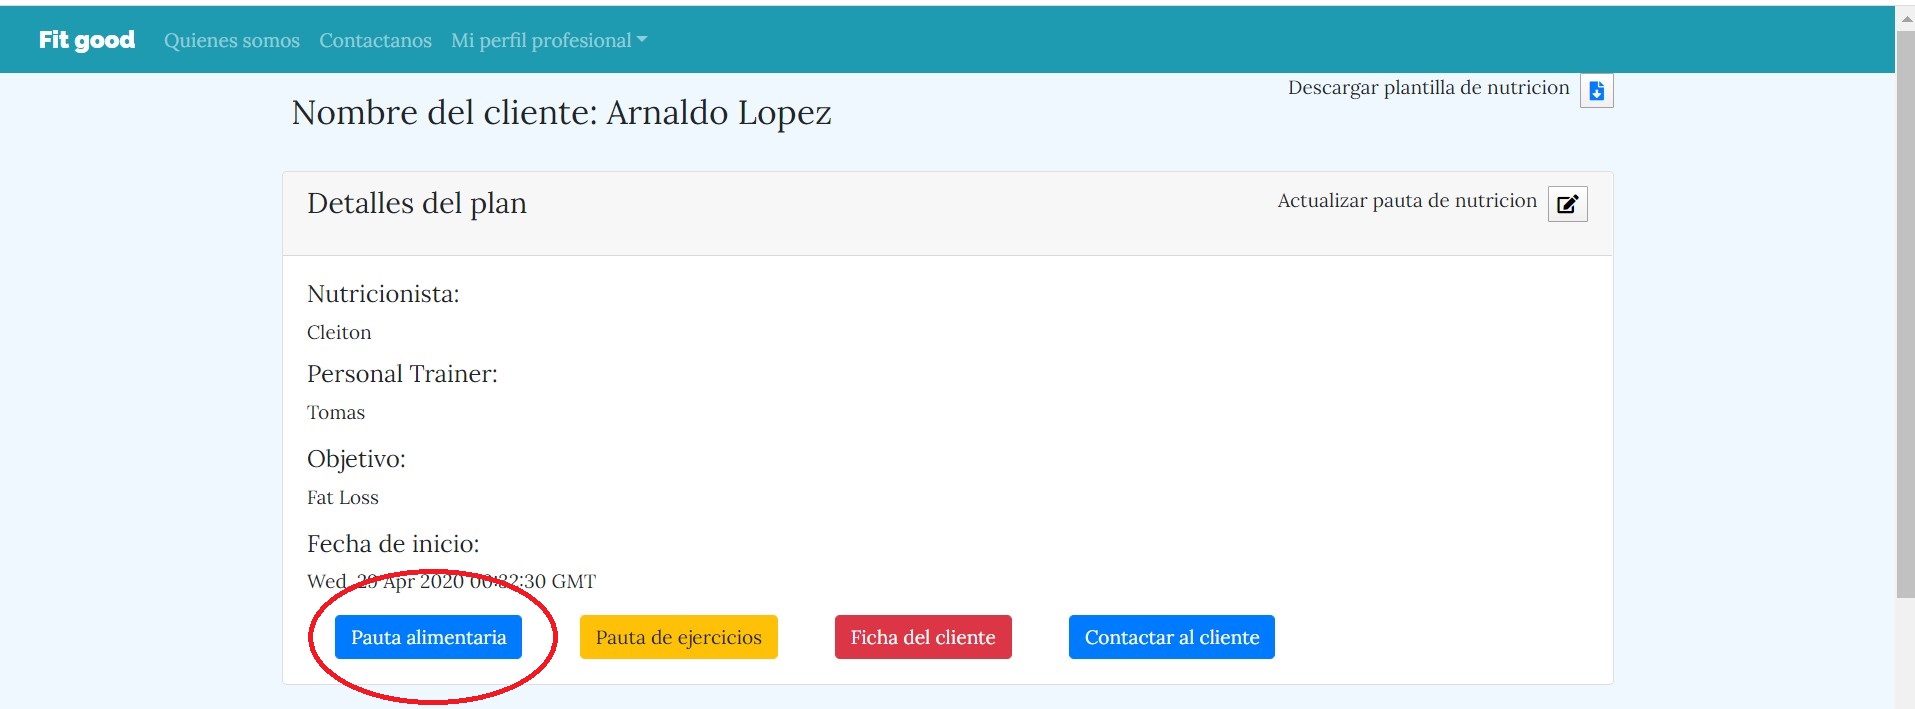 Fit good Quienes somos Contactanos Mi perfil profesional
Descargar plantilla de nutricion
Nombre del cliente: Arnaldo Lopez
Detalles del plan
Actualizar pauta de nutricion
Nutricionista:
Cleiton
Personal Trainer:
Tomas
Objetivo:
Fat Loss
Fecha de inicio:
Wed, 29 Apr 2020 00:32:30 GMT
Pauta alimentaria Pauta de ejercicios Ficha del cliente Contactar al cliente